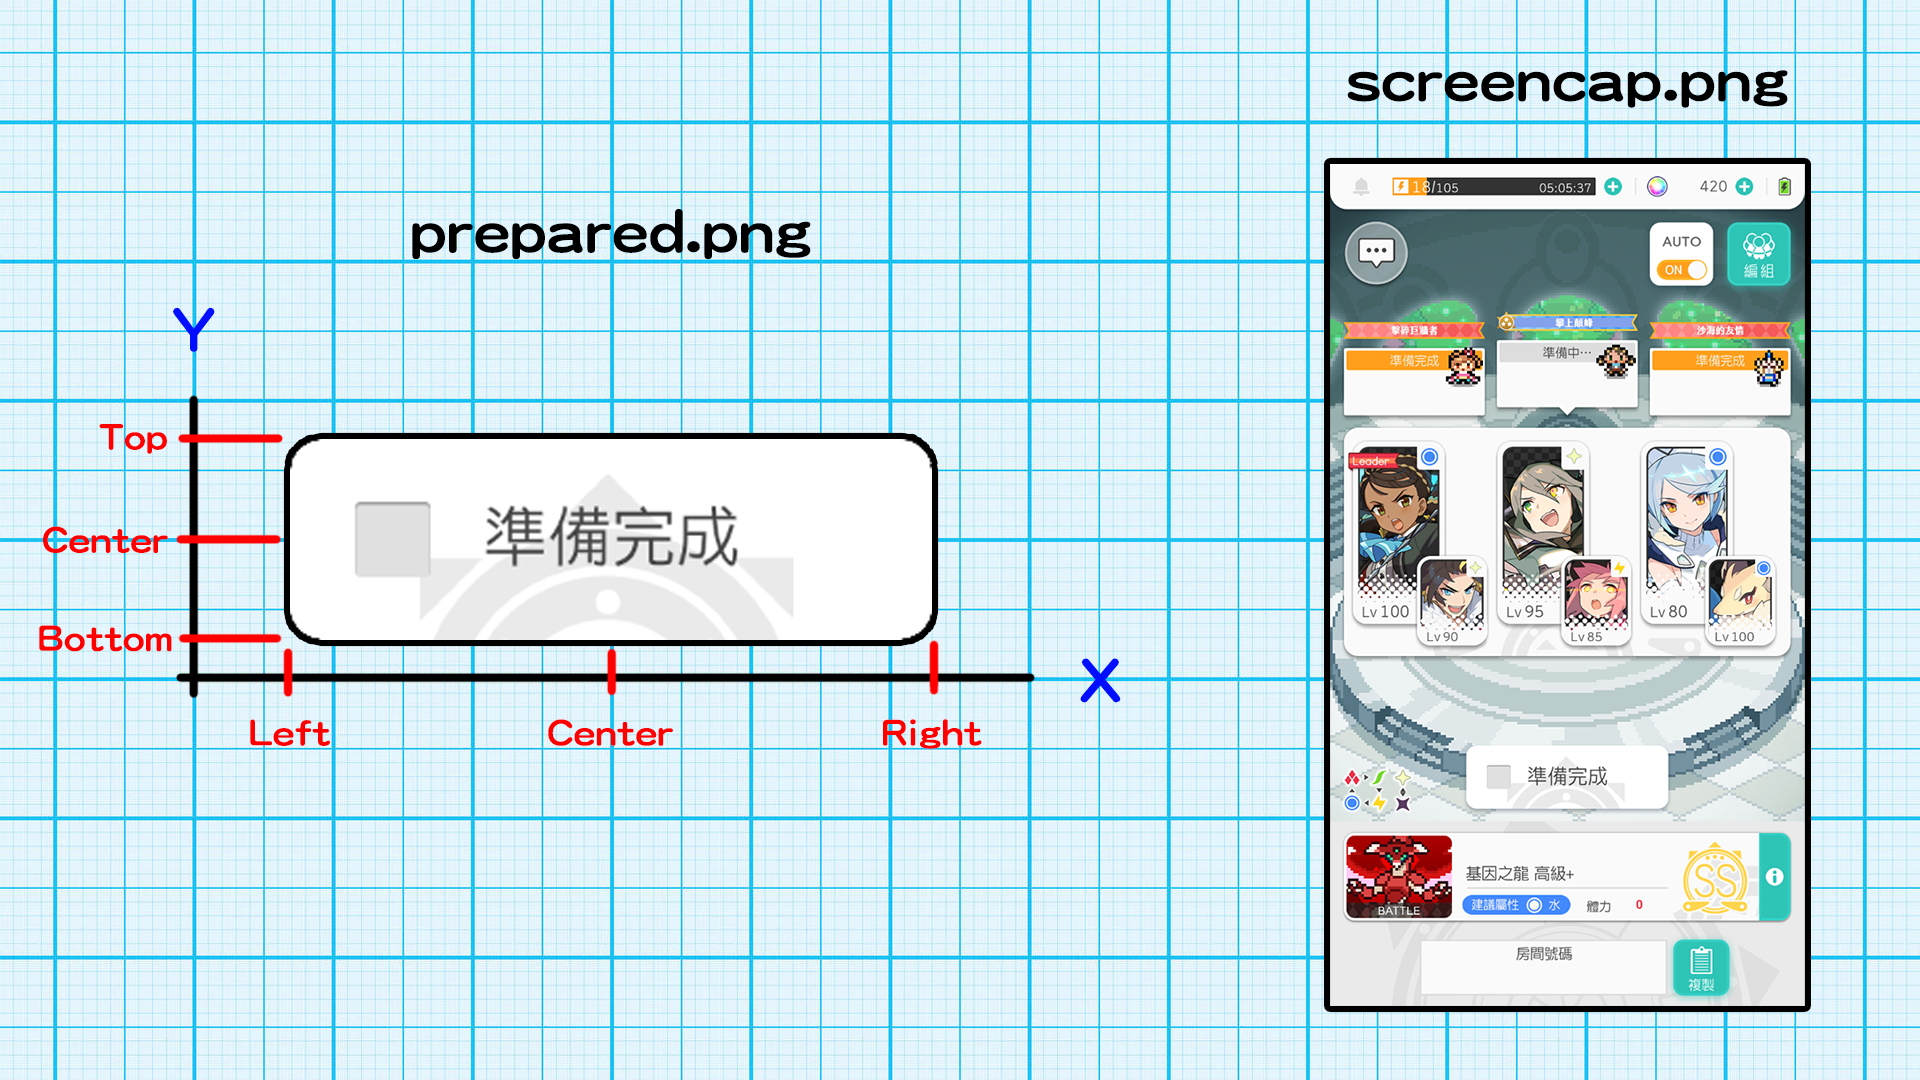 prepared.png
Y
Top
Center
Bottom
準備完成
Left
Center
Right
X
screencap.png
18/105
05:05:37
420
AUTO
ON
編組
擊碎巨牆者
攀上巔峰
沙海的友情
準備完成
準備中…
準備完成
Leader
Lv 100
Lv 90
Lv 95
Lv 85
Lv 80
Lv 100
準備完成
BATTLE
基因之龍 高級+
建議屬性 水
體力 0
SS
房間號碼
複製